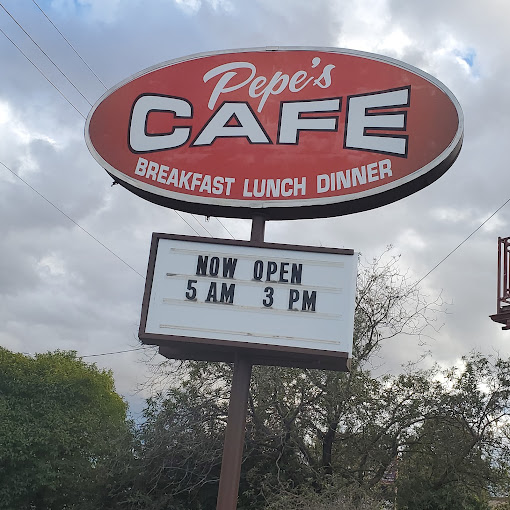 Pepe's
CAFE
BREAKFAST LUNCH DINNER
NOW OPEN
5 AM 3 PM